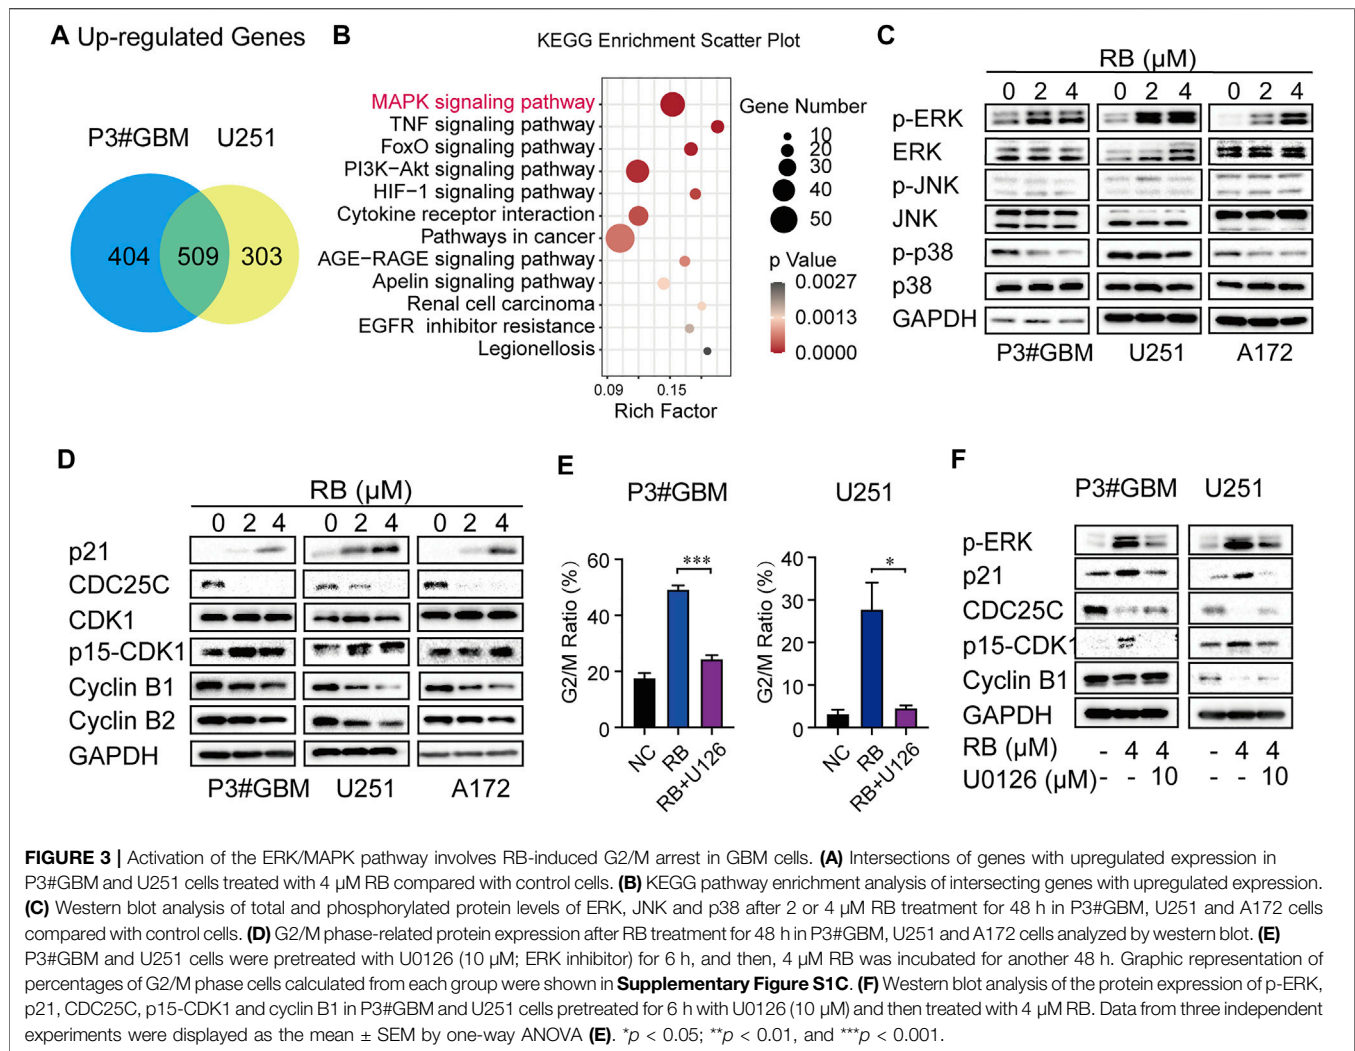 A Up-regulated Genes
P3#GBM U251
404 509 303
B
KEGG Enrichment Scatter Plot
MAPK signaling pathway
TNF signaling pathway
FoxO signaling pathway
PI3K−Akt signaling pathway
HIF−1 signaling pathway
Cytokine receptor interaction
Pathways in cancer
AGE−RAGE signaling pathway
Apelin signaling pathway
Renal cell carcinoma
EGFR inhibitor resistance
Legionellosis
0.09 0.15
Rich Factor
Gene Number
10
20
30
40
50
p Value
0.0027
0.0013
0.0000
C
RB (μM)
0 2 4 0 2 4 0 2 4
p-ERK
ERK
p-JNK
JNK
p-p38
p38
GAPDH
P3#GBM U251 A172
D
RB (μM)
0 2 4 0 2 4 0 2 4
p21
CDC25C
CDK1
p15-CDK1
Cyclin B1
Cyclin B2
GAPDH
P3#GBM U251 A172
E
P3#GBM
G2/M Ratio (%)
60
40
20
0
***
NC RB RB+U126
U251
G2/M Ratio (%)
40
30
20
10
0
*
NC RB RB+U126
F
P3#GBM U251
p-ERK
p21
CDC25C
p15-CDK1
Cyclin B1
GAPDH
RB (μM) - 4 4 - 4 4
U0126 (μM) - - 10 - - 10
FIGURE 3 | Activation of the ERK/MAPK pathway involves RB-induced G2/M arrest in GBM cells. (A) Intersections of genes with upregulated expression in
P3#GBM and U251 cells treated with 4 μM RB compared with control cells. (B) KEGG pathway enrichment analysis of intersecting genes with upregulated expression.
(C) Western blot analysis of total and phosphorylated protein levels of ERK, JNK and p38 after 2 or 4 μM RB treatment for 48 h in P3#GBM, U251 and A172 cells
compared with control cells. (D) G2/M phase-related protein expression after RB treatment for 48 h in P3#GBM, U251 and A172 cells analyzed by western blot. (E)
P3#GBM and U251 cells were pretreated with U0126 (10 μM; ERK inhibitor) for 6 h, and then, 4 μM RB was incubated for another 48 h. Graphic representation of
percentages of G2/M phase cells calculated from each group were shown in Supplementary Figure S1C. (F) Western blot analysis of the protein expression of p-ERK,
p21, CDC25C, p15-CDK1 and cyclin B1 in P3#GBM and U251 cells pretreated for 6 h with U0126 (10 μM) and then treated with 4 μM RB. Data from three independent
experiments were displayed as the mean ± SEM by one-way ANOVA (E). *p < 0.05; **p < 0.01, and ***p < 0.001.